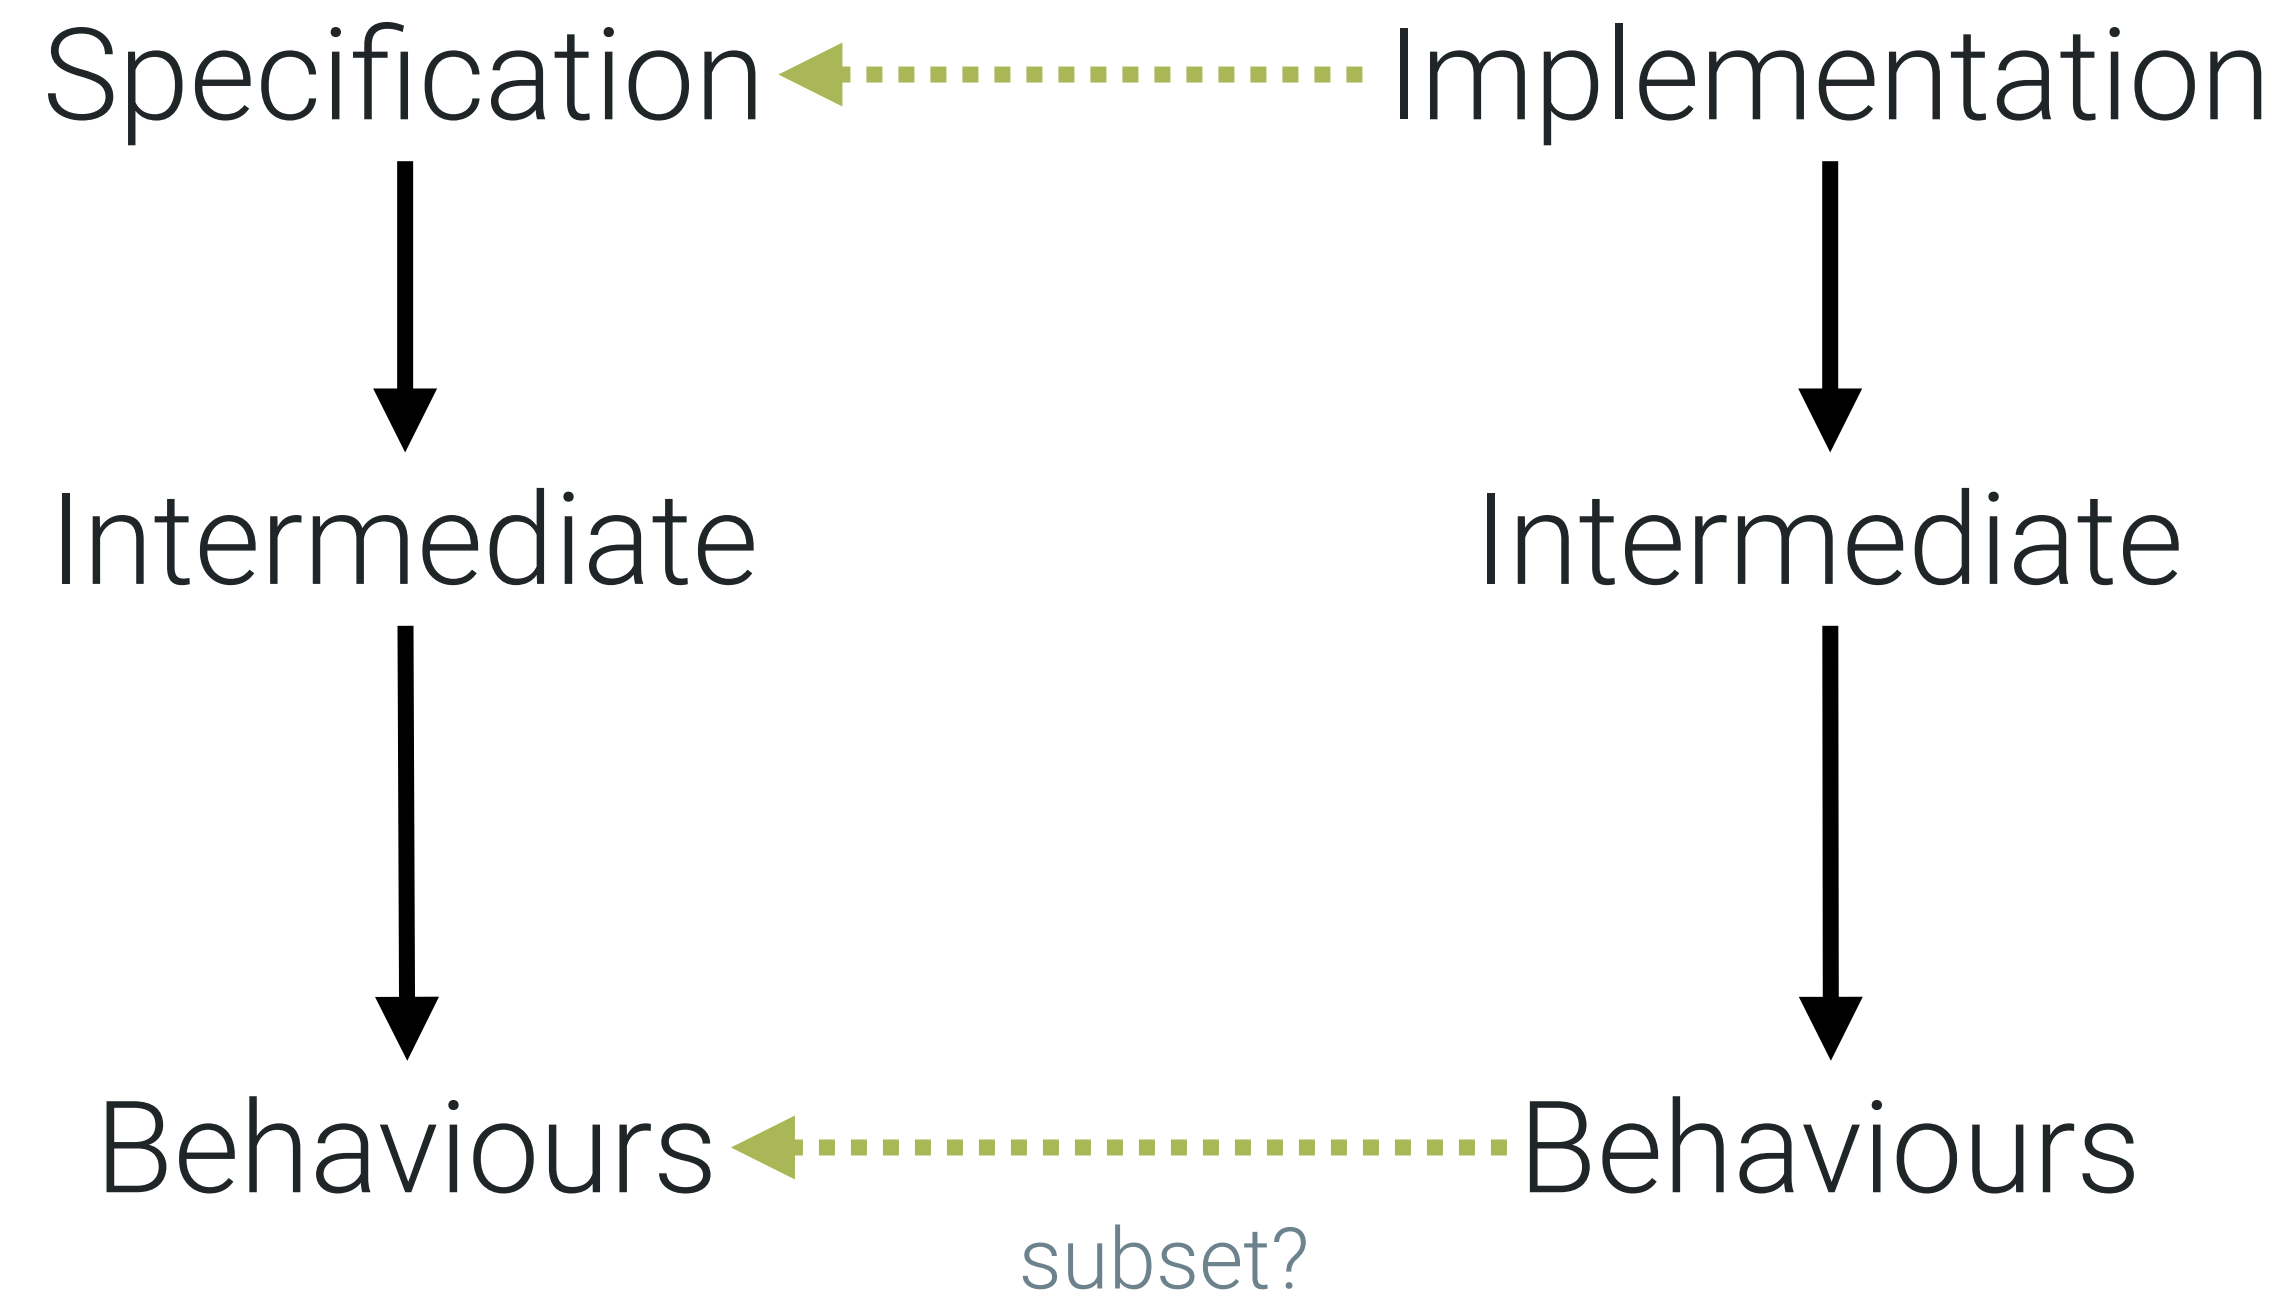 Specification
Implementation
Intermediate
Intermediate
Behaviours
Behaviours
subset?